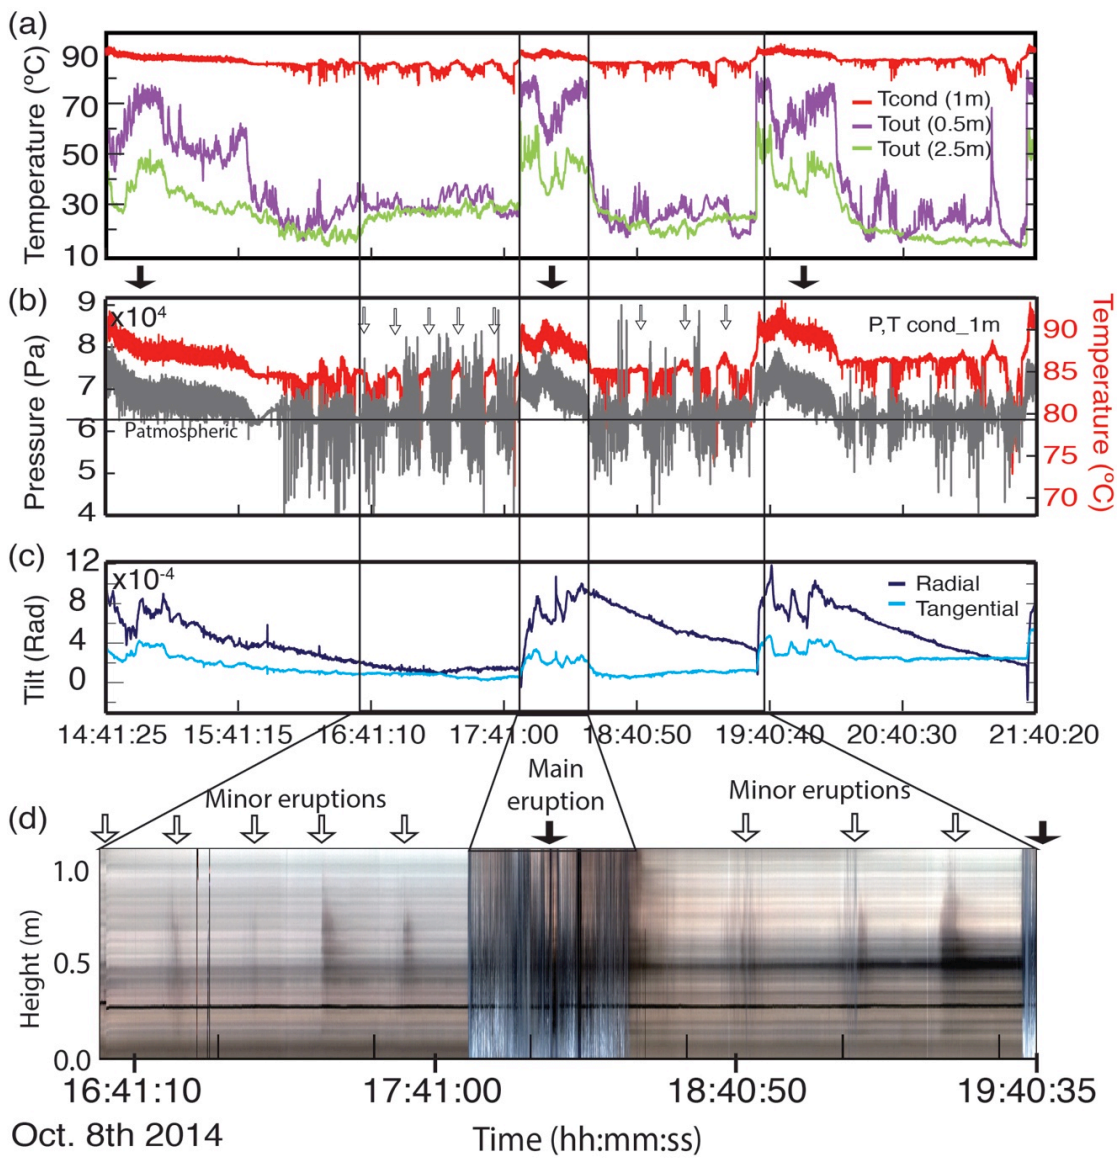 (a)
Temperature (ºC)
90
70
50
30
10
Tcond (1m)
Tout (0.5m)
Tout (2.5m)
(b)
Pressure (Pa)
9
8
7
6
5
4
x10⁴
P,T cond_1m
Patmospheric
90
85
80
75
70
Temperature (ºC)
(c)
Tilt (Rad)
12
8
4
0
x10⁻⁴
Radial
Tangential
14:41:25 15:41:15 16:41:10 17:41:00 18:40:50 19:40:40 20:40:30 21:40:20
Minor eruptions
Main
eruption
Minor eruptions
(d)
Height (m)
1.0
0.5
0.0
16:41:10 17:41:00 18:40:50 19:40:35
Oct. 8th 2014
Time (hh:mm:ss)